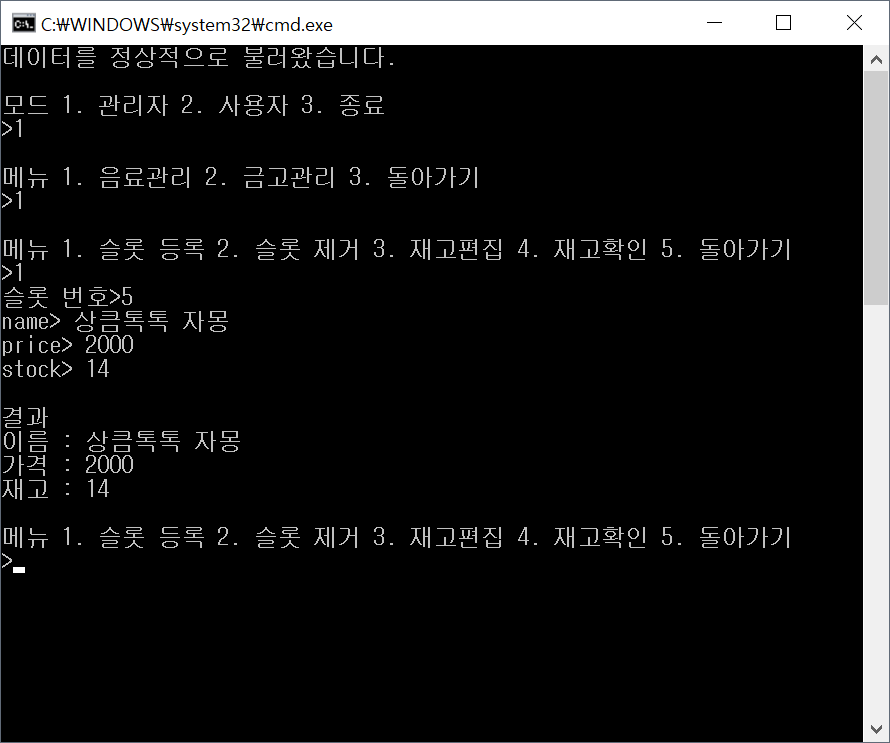 C:₩WINDOWS₩system32₩cmd.exe
데이터를 정상적으로 불러왔습니다.
모드 1. 관리자 2. 사용자 3. 종료
>1
메뉴 1. 음료관리 2. 금고관리 3. 돌아가기
>1
메뉴 1. 슬롯 등록 2. 슬롯 제거 3. 재고편집 4. 재고확인 5. 돌아가기
>1
슬롯 번호>5
name> 상큼톡톡 자몽
price> 2000
stock> 14
결과
이름 : 상큼톡톡 자몽
가격 : 2000
재고 : 14
메뉴 1. 슬롯 등록 2. 슬롯 제거 3. 재고편집 4. 재고확인 5. 돌아가기
>